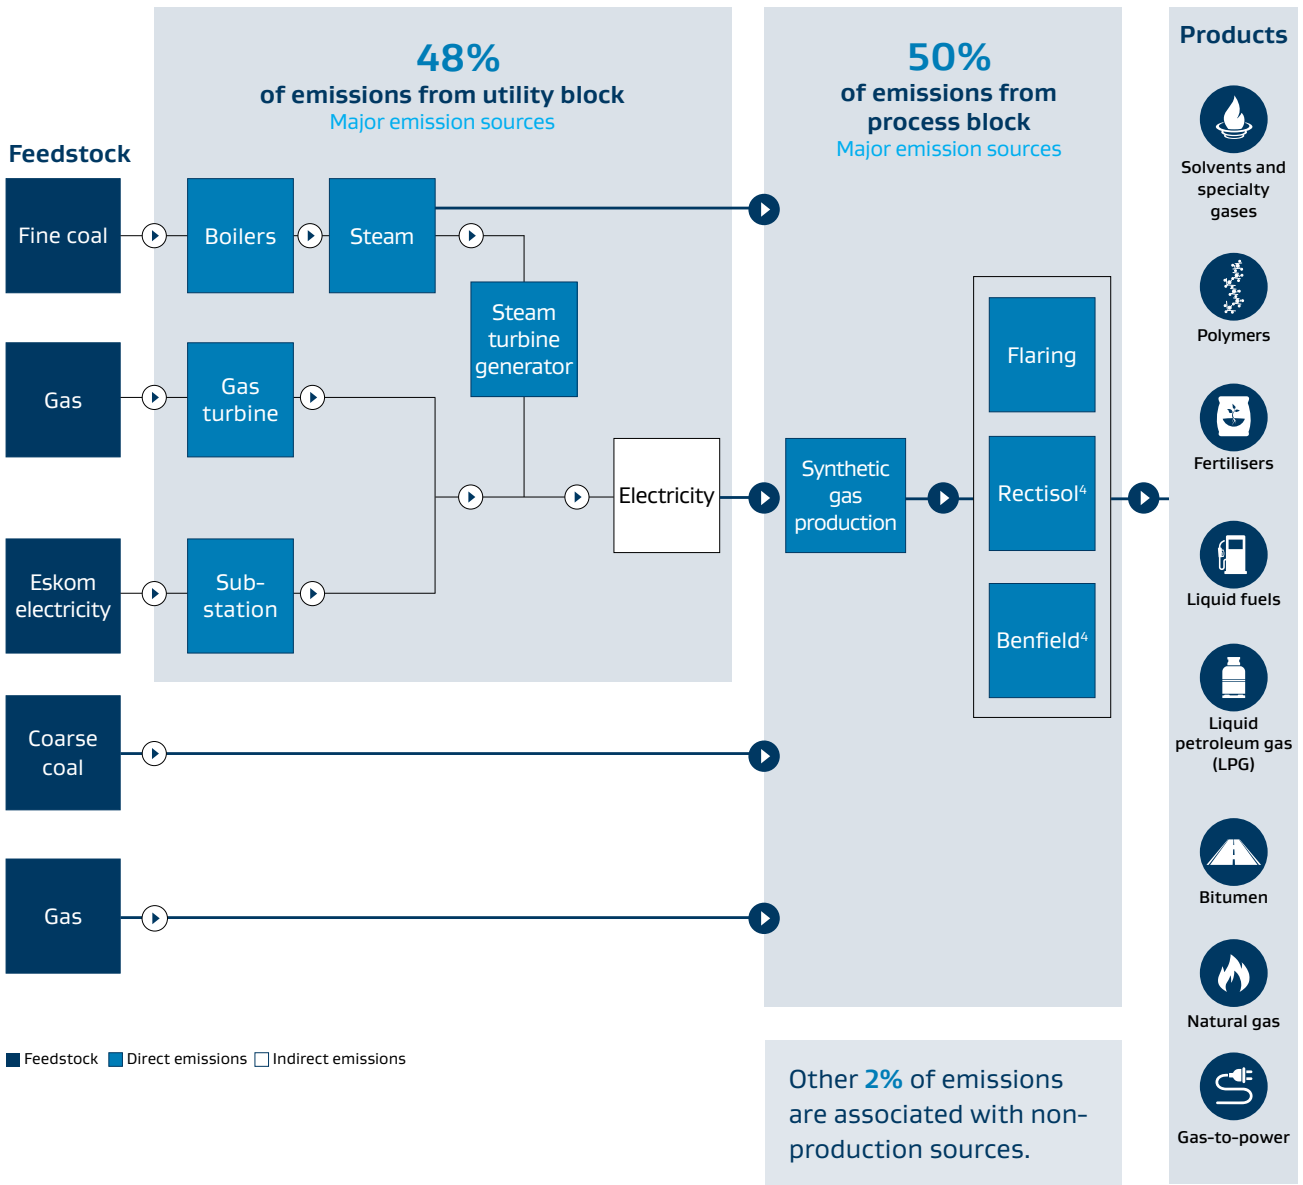 48%
of emissions from utility block
Major emission sources
50%
of emissions from
process block
Major emission sources
Products
Feedstock
Fine coal
Boilers
Steam
Steam
turbine
generator
Gas
Gas
turbine
Eskom
electricity
Sub-
station
Electricity
Synthetic
gas
production
Flaring
Rectisol⁴
Benfield⁴
Coarse
coal
Gas
Solvents and
specialty
gases
Polymers
Fertilisers
Liquid fuels
Liquid
petroleum gas
(LPG)
Bitumen
Natural gas
Gas-to-power
Feedstock Direct emissions Indirect emissions
Other 2% of emissions
are associated with non-
production sources.